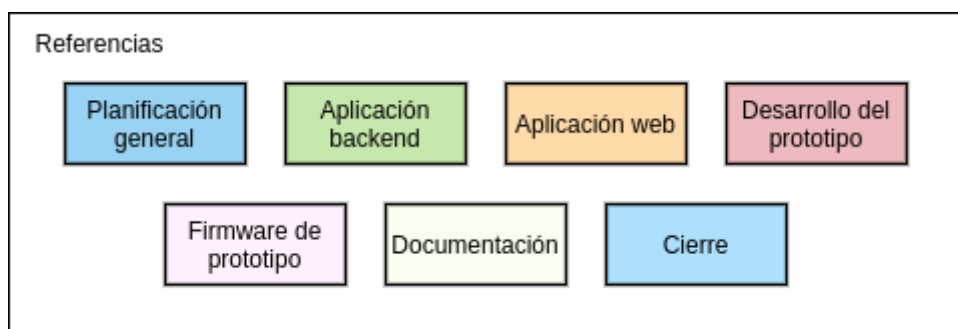 Referencias
Planificación
general
Aplicación
backend
Aplicación web
Desarrollo del
prototipo
Firmware de
prototipo
Documentación
Cierre